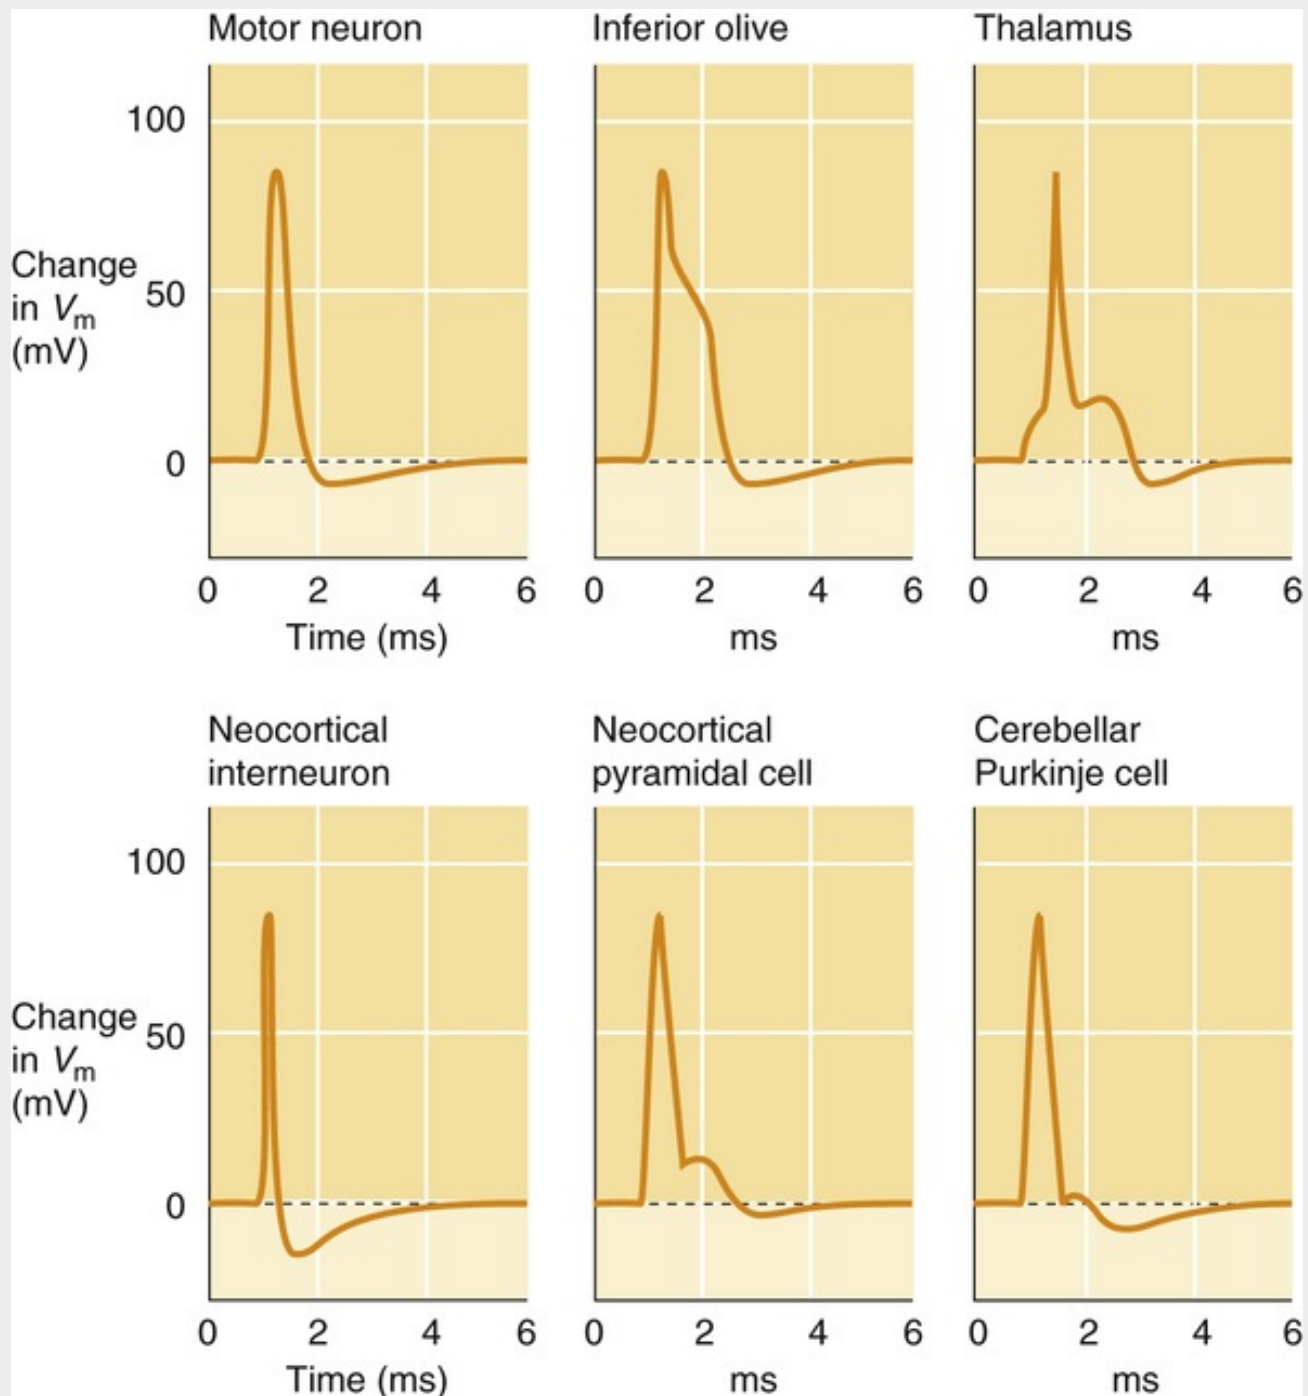 Motor neuron
Inferior olive
Thalamus
100
Change
in Vm
(mV)
50
0
0 2 4 6
0 2 4 6
0 2 4 6
Time (ms)
ms
ms
Neocortical
interneuron
Neocortical
pyramidal cell
Cerebellar
Purkinje cell
100
Change
in Vm
(mV)
50
0
0 2 4 6
0 2 4 6
0 2 4 6
Time (ms)
ms
ms